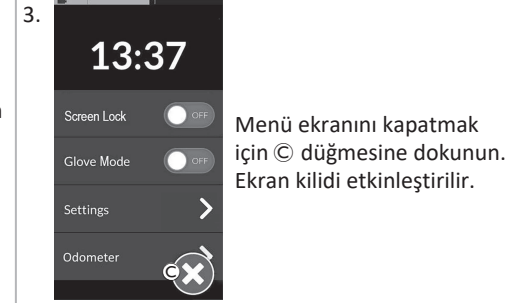 3.
13:37
Screen Lock OFF
Glove Mode OFF
Settings
Odometer
©
Menü ekranını kapatmak
için © düğmesine dokunun.
Ekran kilidi etkinleştirilir.